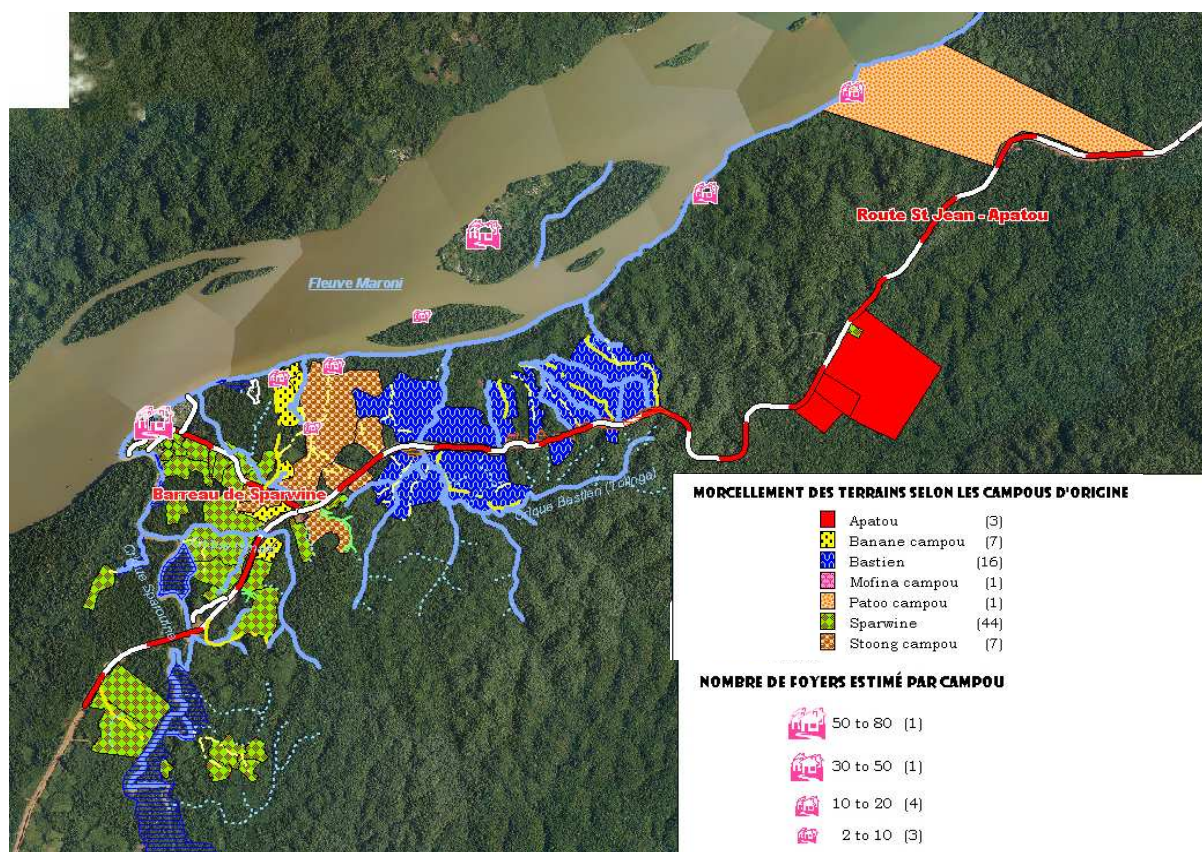 Route St Jean - Apatou
Fleuve Maroni
Barreau de Sparwine
Crique Sparouine
MORCELLEMENT DES TERRAINS SELON LES CAMPOUS D'ORIGINE
Apatou (3)
Banane campou (7)
Bastien (16)
Mofina campou (1)
Patoo campou (1)
Sparwine (44)
Stoong campou (7)
NOMBRE DE FOYERS ESTIMÉ PAR CAMPOU
50 to 80 (1)
30 to 50 (1)
10 to 20 (4)
2 to 10 (3)